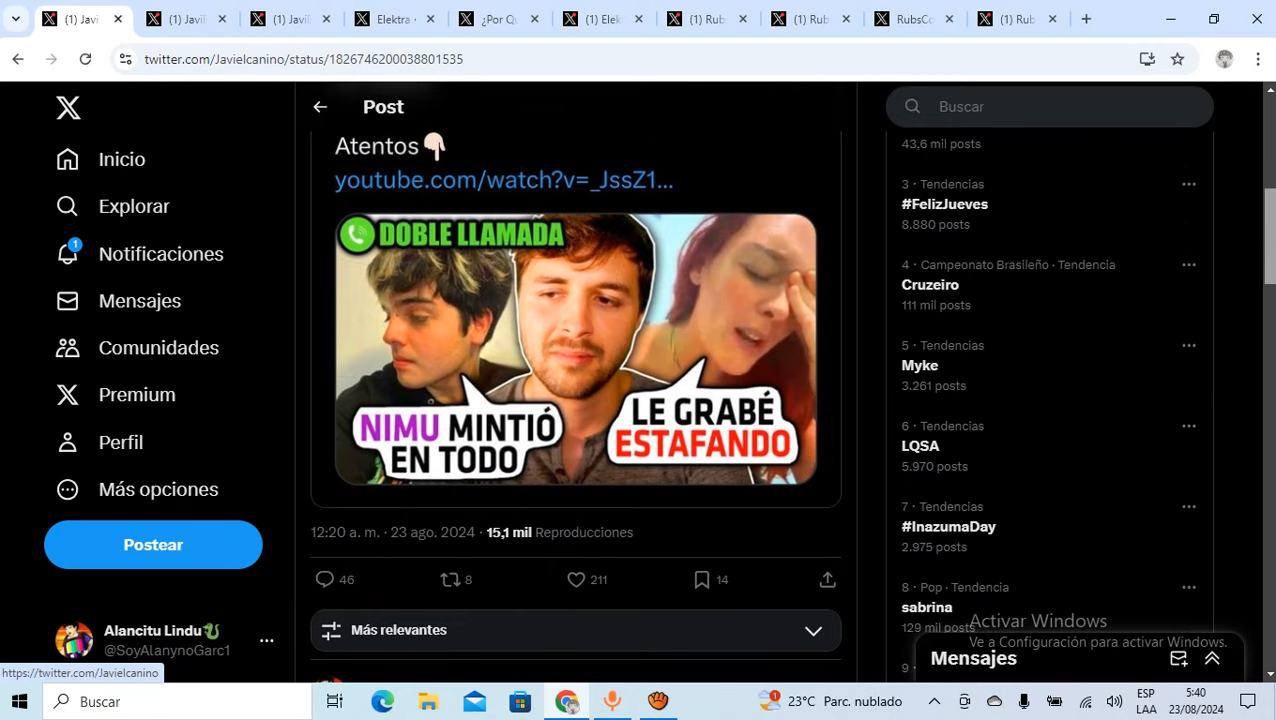 (1) Javi
(1) Javi
(1) Javi
Elektra
¿Por Q
(1) Elek
(1) Rub
(1) Rub
RubsCo
(1) Rub
twitter.com/Javielcanino/status/1826746200038801535
Post
Buscar
Inicio
Explorar
1
Notificaciones
Mensajes
Comunidades
Premium
Perfil
Más opciones
Postear
Alancitu Lindu
@SoyAlanynoGarc1
Atentos
youtube.com/watch?v=_JssZ1...
DOBLE LLAMADA
NIMU MINTIÓ
EN TODO
LE GRABÉ
ESTAFANDO
12:20 a. m. · 23 ago. 2024 · 15,1 mil Reproducciones
46
8
211
14
Más relevantes
43,6 mil posts
3 · Tendencias
#FelizJueves
8.880 posts
4 · Campeonato Brasileño · Tendencia
Cruzeiro
111 mil posts
5 · Tendencias
Myke
3.261 posts
6 · Tendencias
LQSA
5.970 posts
7 · Tendencias
#InazumaDay
2.975 posts
8 · Pop · Tendencia
sabrina
129 mil posts
9 ·
Activar Windows
Ve a Configuración para activar Windows.
Mensajes
https://twitter.com/Javielcanino
Buscar
23°C Parc. nublado
ESP
LAA
5:40
23/08/2024